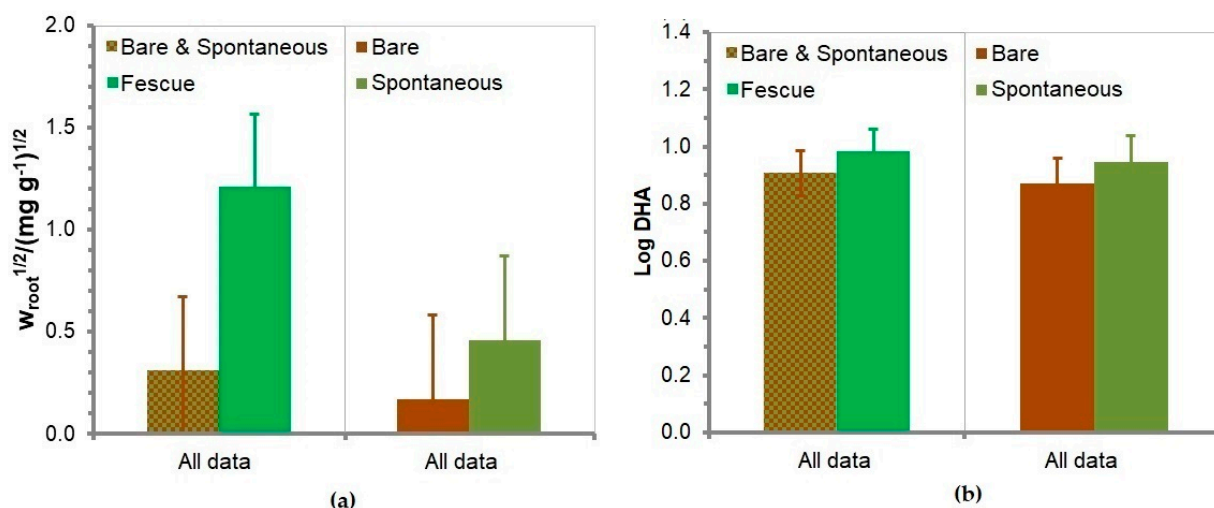 2.0
1.5
1.0
0.5
0.0
w_root^1/2/(mg g^-1)^1/2
Bare & Spontaneous
Fescue
Bare
Spontaneous
All data
All data
(a)
1.4
1.2
1.0
0.8
0.6
0.4
0.2
0.0
Log DHA
Bare & Spontaneous
Fescue
Bare
Spontaneous
All data
All data
(b)